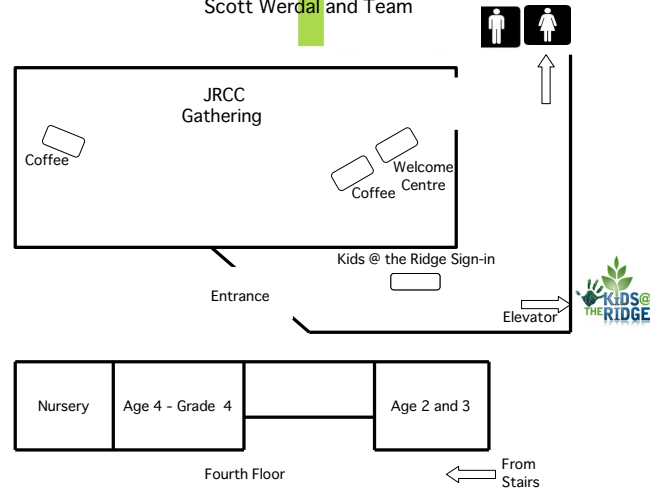 Scott Werdal and Team
JRCC
Gathering
Coffee
Welcome
Centre
Coffee
Kids @ the Ridge Sign-in
Entrance
KiDS@
THE RIDGE
Elevator
Nursery
Age 4 - Grade 4
Age 2 and 3
Fourth Floor
From
Stairs